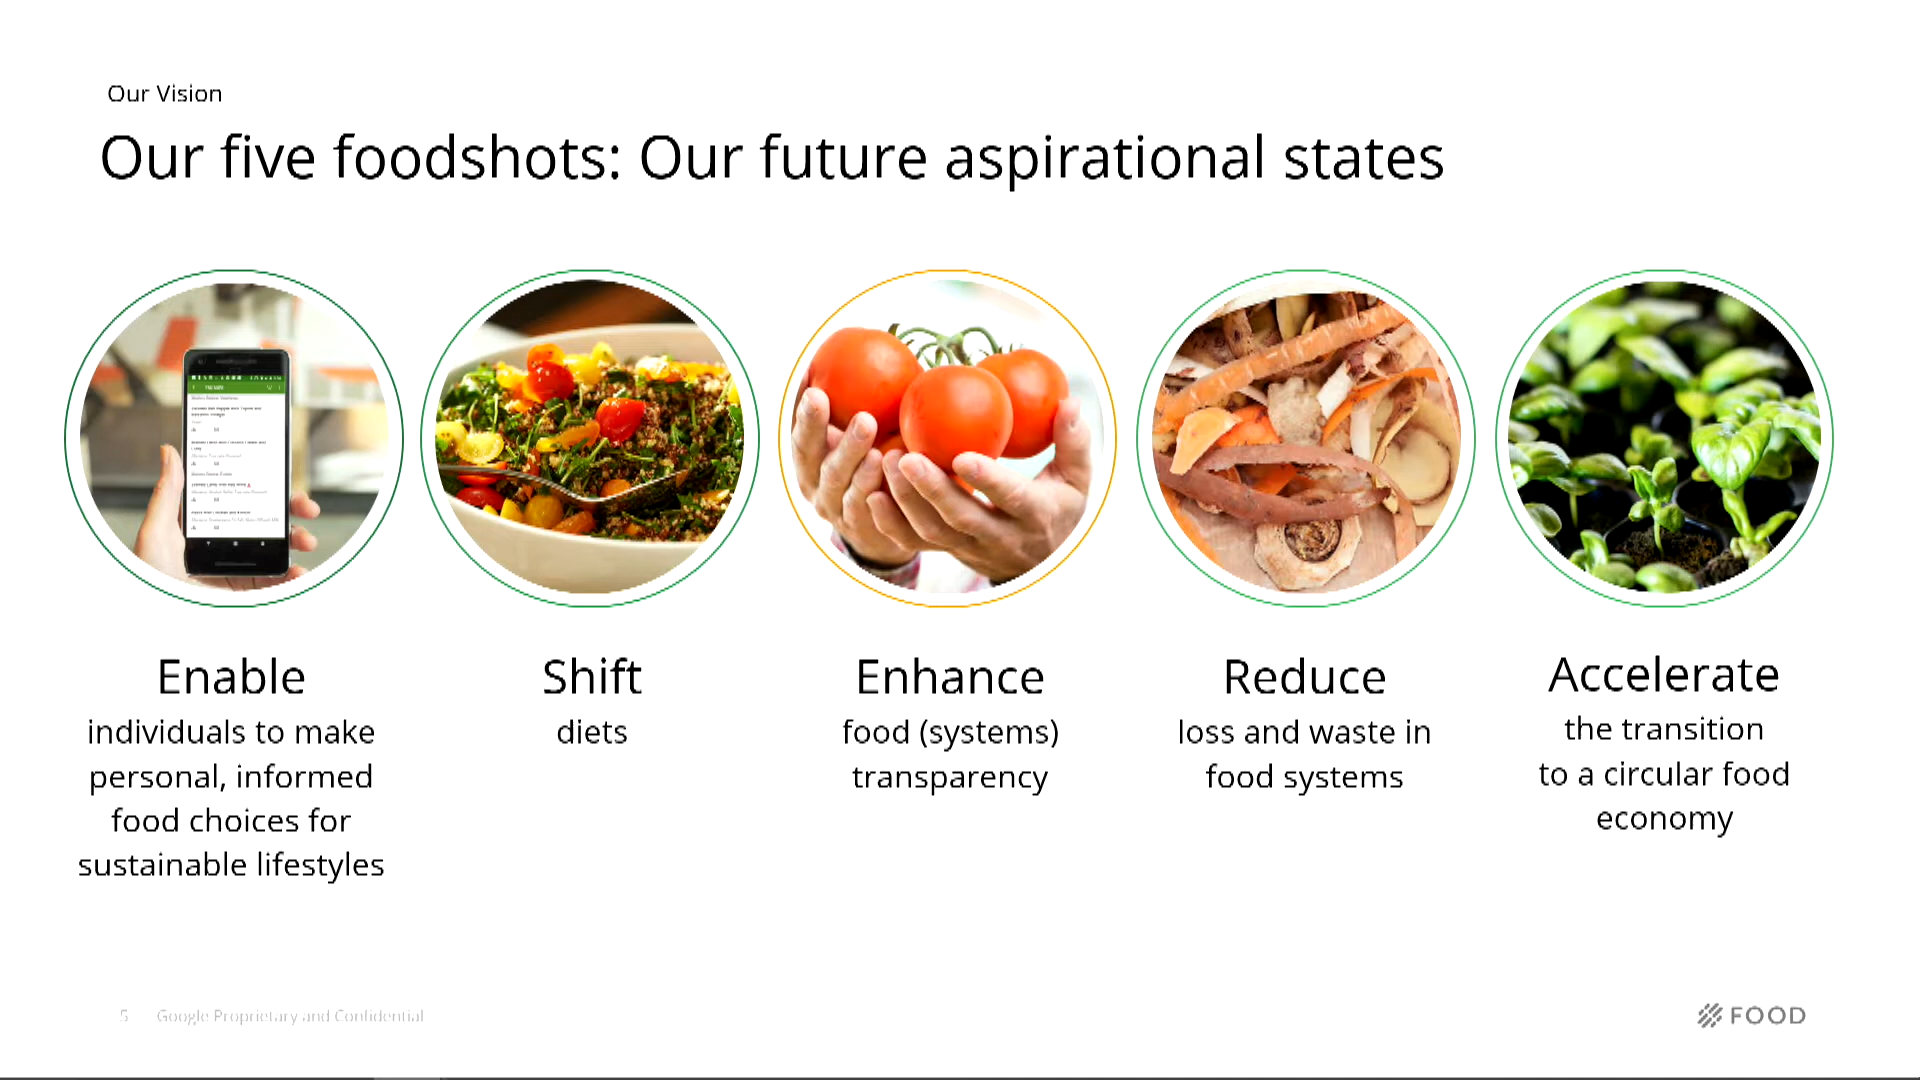 Our Vision
Our five foodshots: Our future aspirational states
Enable
individuals to make
personal, informed
food choices for
sustainable lifestyles
Shift
diets
Enhance
food (systems)
transparency
Reduce
loss and waste in
food systems
Accelerate
the transition
to a circular food
economy
5 Google Proprietary and Confidential
FOOD